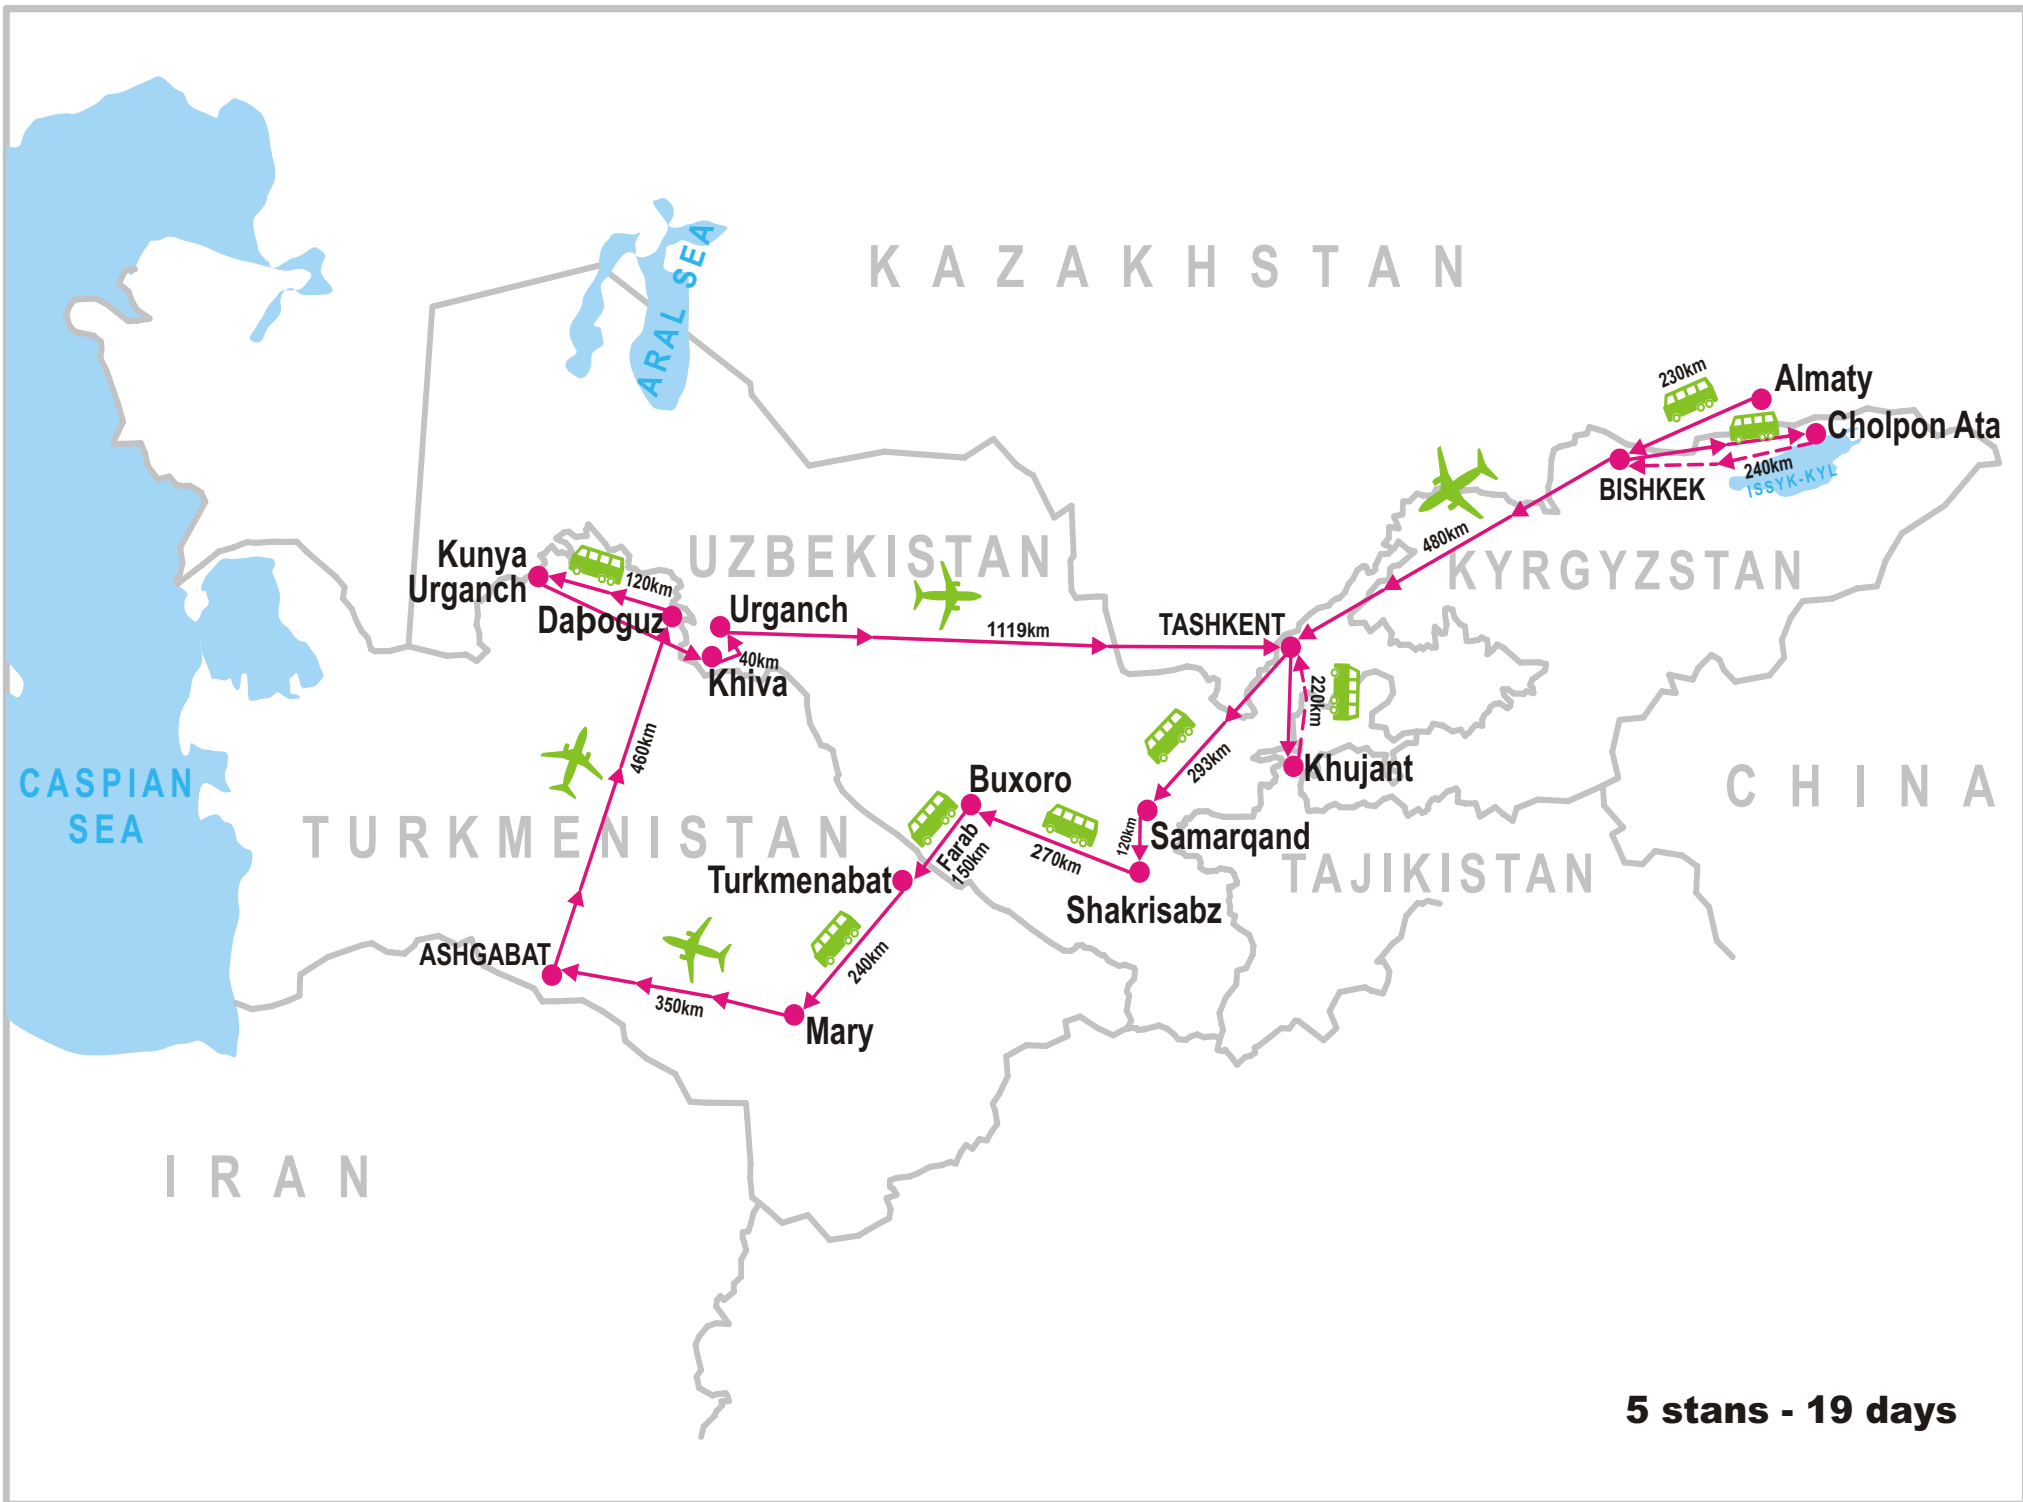 KAZAKHSTAN
ARAL SEA
230km
Almaty
Cholpon Ata
240km
ISSYK-KYL
BISHKEK
480km
KYRGYZSTAN
UZBEKISTAN
Kunya
Urganch
120km
Daþoguz
Urganch
1119km
TASHKENT
40km
Khiva
220km
460km
293km
Khujant
CASPIAN
SEA
CHINA
Buxoro
TURKMENISTAN
Farab
150km
270km
120km
Samarqand
TAJIKISTAN
Turkmenabat
Shakrisabz
ASHGABAT
240km
350km
Mary
IRAN
5 stans - 19 days